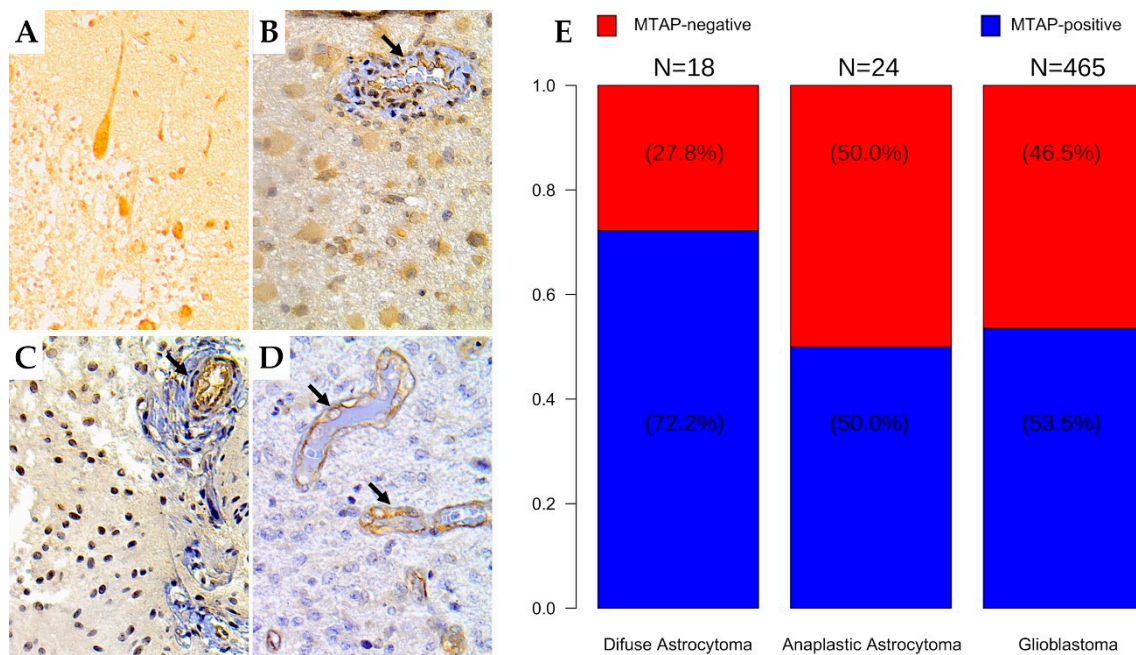 A
B
C
D
E
MTAP-negative
MTAP-positive
N=18
N=24
N=465
1.0
0.8
0.6
0.4
0.2
0.0
(27.8%)
(50.0%)
(46.5%)
(72.2%)
(50.0%)
(53.5%)
Difuse Astrocytoma
Anaplastic Astrocytoma
Glioblastoma